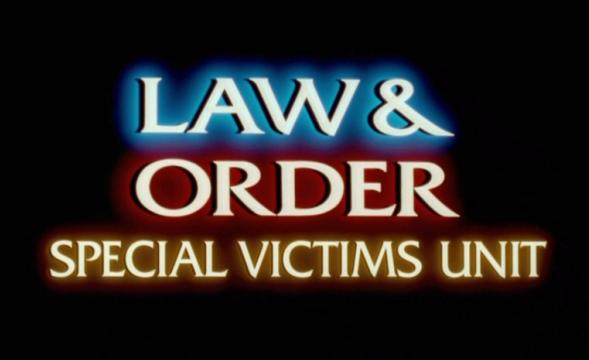 LAW &
ORDER
SPECIAL VICTIMS UNIT